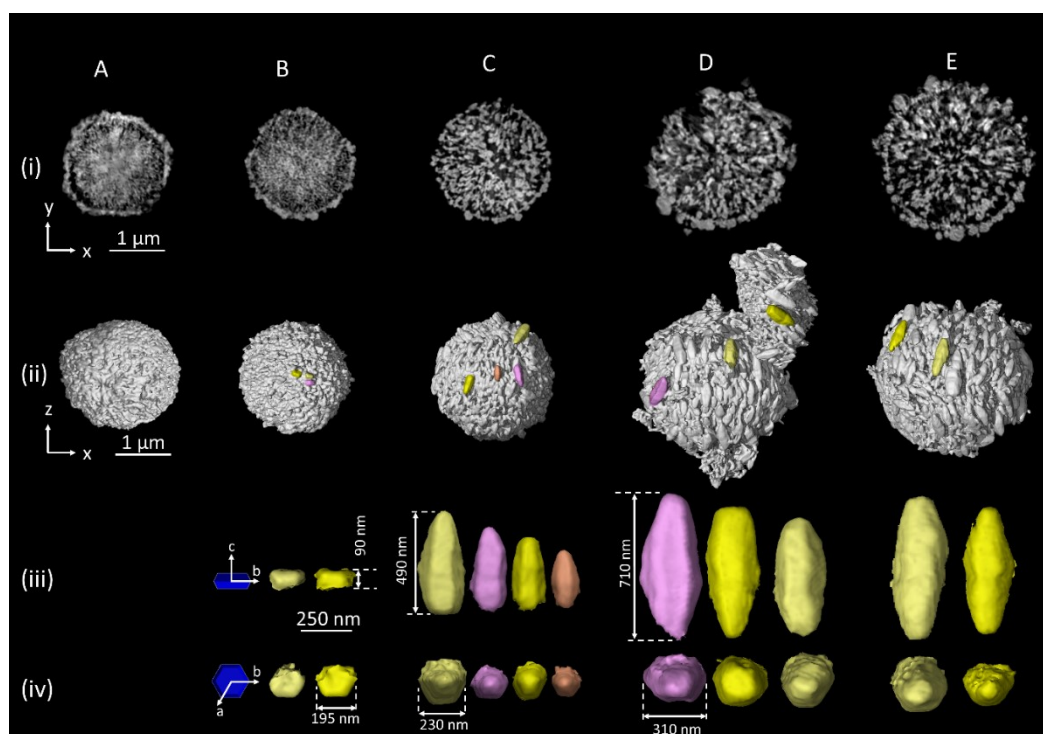 A B C D E
(i)
y
x 1 µm
(ii)
z
x 1 µm
(iii)
c
b
90 nm
490 nm
710 nm
250 nm
(iv)
b
a
195 nm
230 nm
310 nm